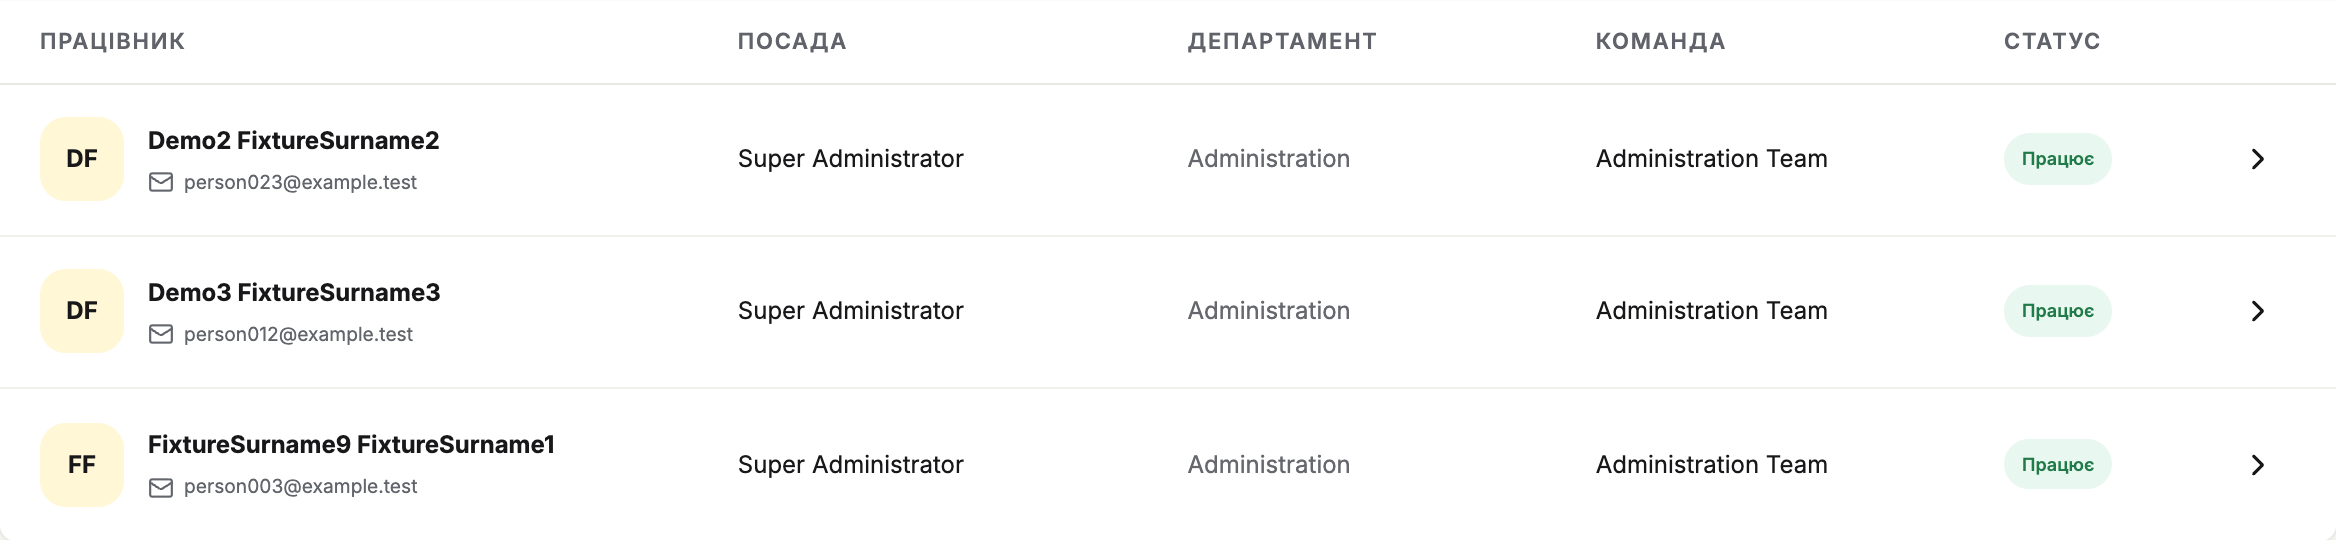 ПРАЦІВНИК ПОСАДА ДЕПАРТАМЕНТ КОМАНДА СТАТУС
DF Demo2 FixtureSurname2
person023@example.test
Super Administrator Administration Administration Team Працює
DF Demo3 FixtureSurname3
person012@example.test
Super Administrator Administration Administration Team Працює
FF FixtureSurname9 FixtureSurname1
person003@example.test
Super Administrator Administration Administration Team Працює